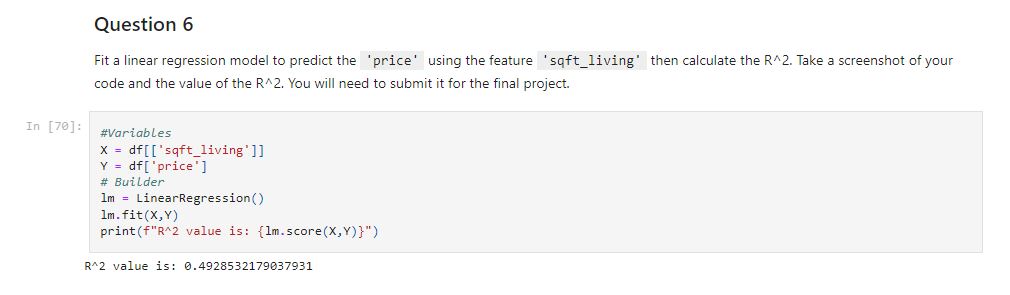 Question 6
Fit a linear regression model to predict the 'price' using the feature 'sqft_living' then calculate the R^2. Take a screenshot of your
code and the value of the R^2. You will need to submit it for the final project.
In [70]:
#Variables
X = df[['sqft_living']]
Y = df['price']
# Builder
lm = LinearRegression()
lm.fit(X,Y)
print(f"R^2 value is: {lm.score(X,Y)}")
R^2 value is: 0.4928532179037931